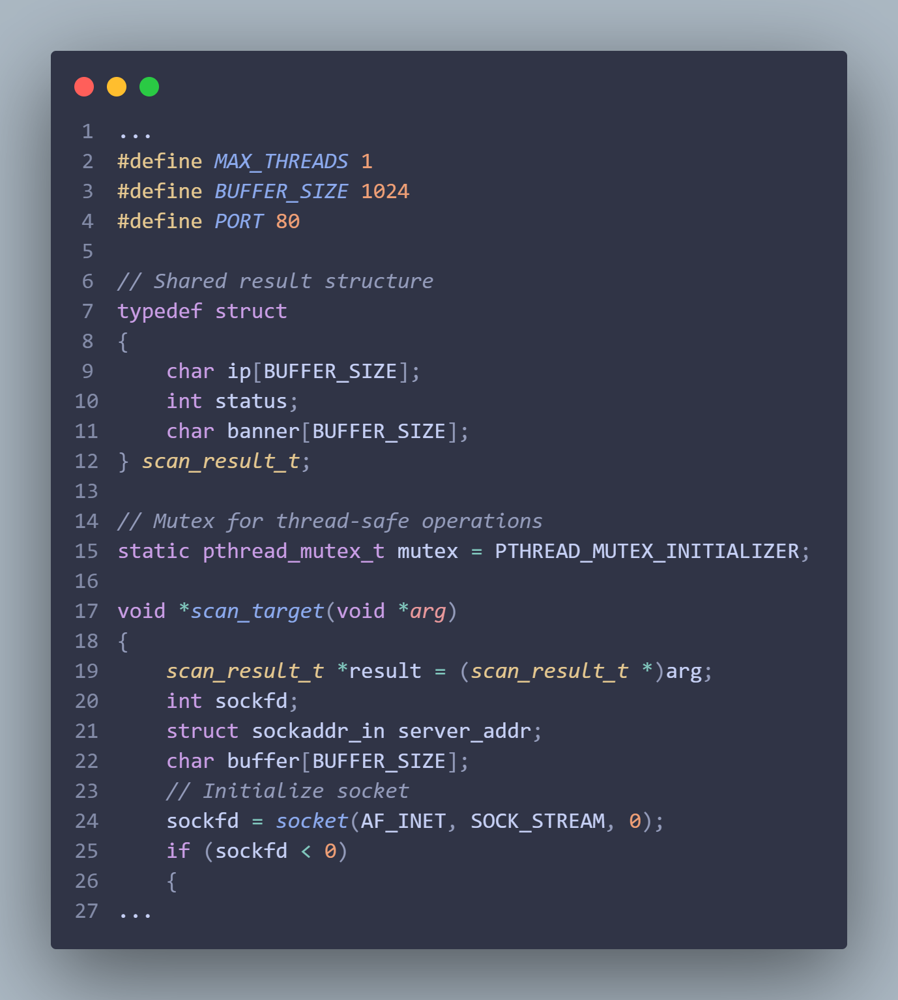 1 ...
2 #define MAX_THREADS 1
3 #define BUFFER_SIZE 1024
4 #define PORT 80
5
6 // Shared result structure
7 typedef struct
8 {
9     char ip[BUFFER_SIZE];
10     int status;
11     char banner[BUFFER_SIZE];
12 } scan_result_t;
13
14 // Mutex for thread-safe operations
15 static pthread_mutex_t mutex = PTHREAD_MUTEX_INITIALIZER;
16
17 void *scan_target(void *arg)
18 {
19     scan_result_t *result = (scan_result_t *)arg;
20     int sockfd;
21     struct sockaddr_in server_addr;
22     char buffer[BUFFER_SIZE];
23     // Initialize socket
24     sockfd = socket(AF_INET, SOCK_STREAM, 0);
25     if (sockfd < 0)
26     {
27 ...